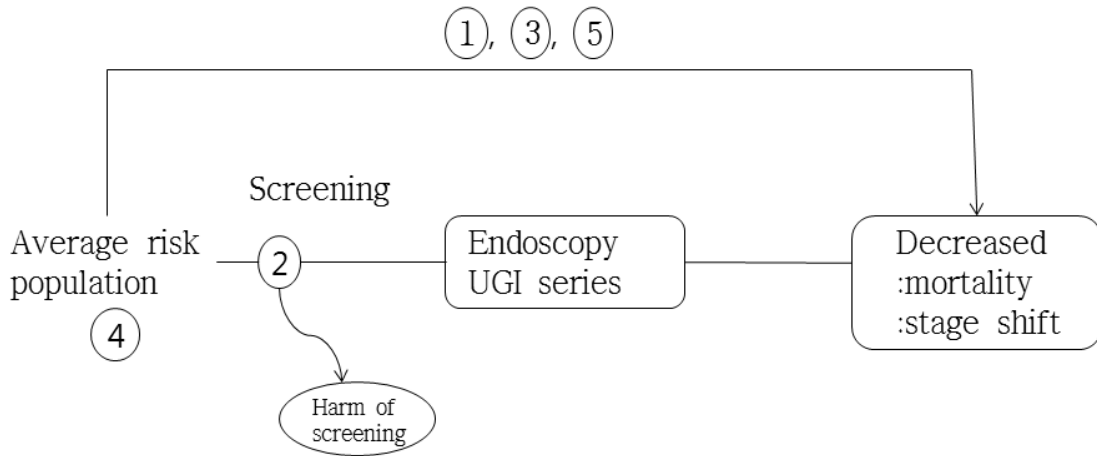 ①, ③, ⑤
Screening
Average risk
population
④
②
Endoscopy
UGI series
Decreased
:mortality
:stage shift
Harm of
screening